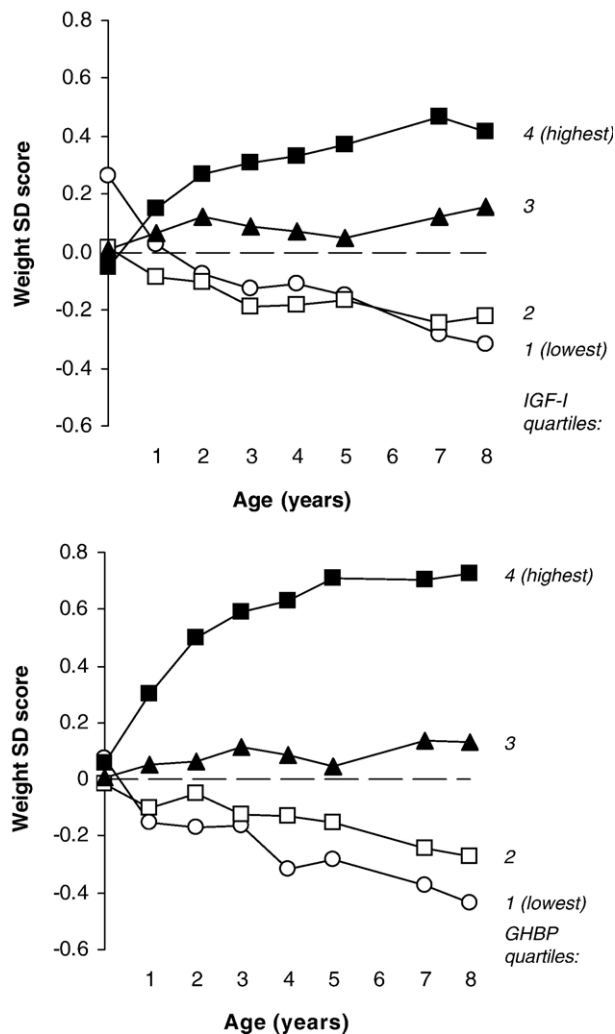 0.8
0.6
0.4
0.2
0.0
-0.2
-0.4
-0.6
Weight SD score
4 (highest)
3
2
1 (lowest)
IGF-I
quartiles:
1 2 3 4 5 6 7 8
Age (years)
0.8
0.6
0.4
0.2
0
-0.2
-0.4
-0.6
Weight SD score
4 (highest)
3
2
1 (lowest)
GHBP
quartiles:
1 2 3 4 5 6 7 8
Age (years)